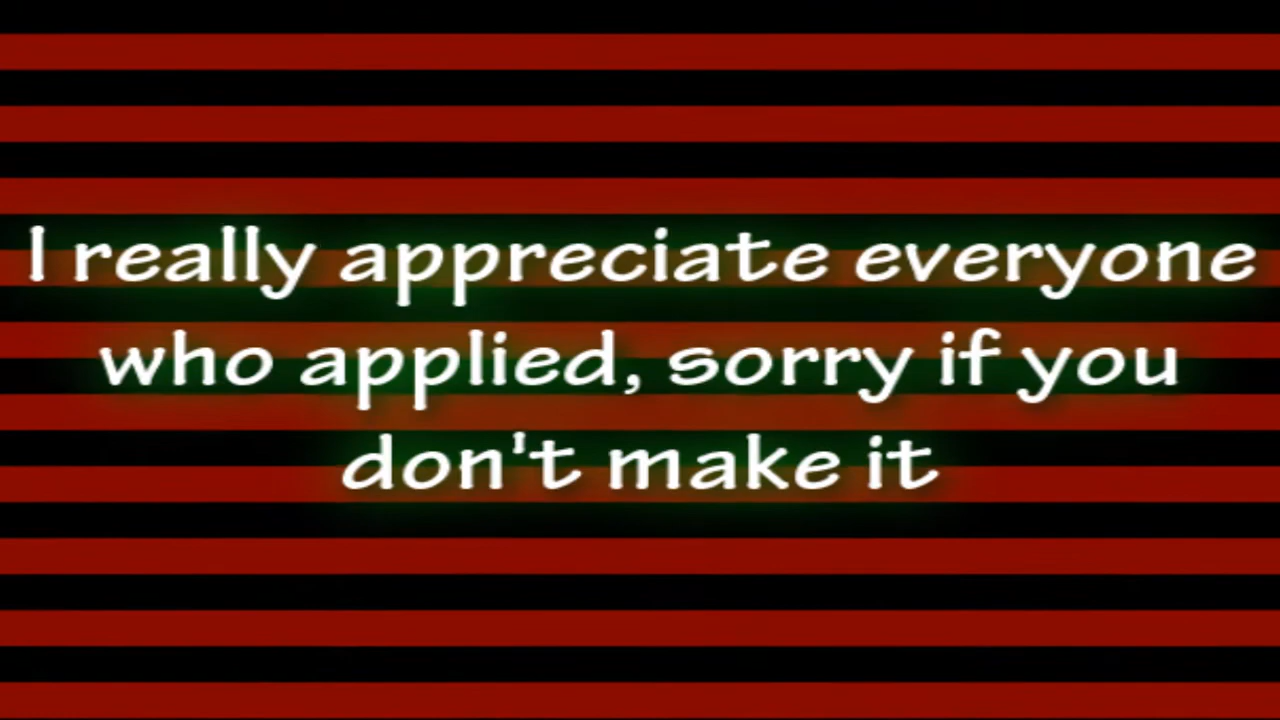 I really appreciate everyone
who applied, sorry if you
don't make it